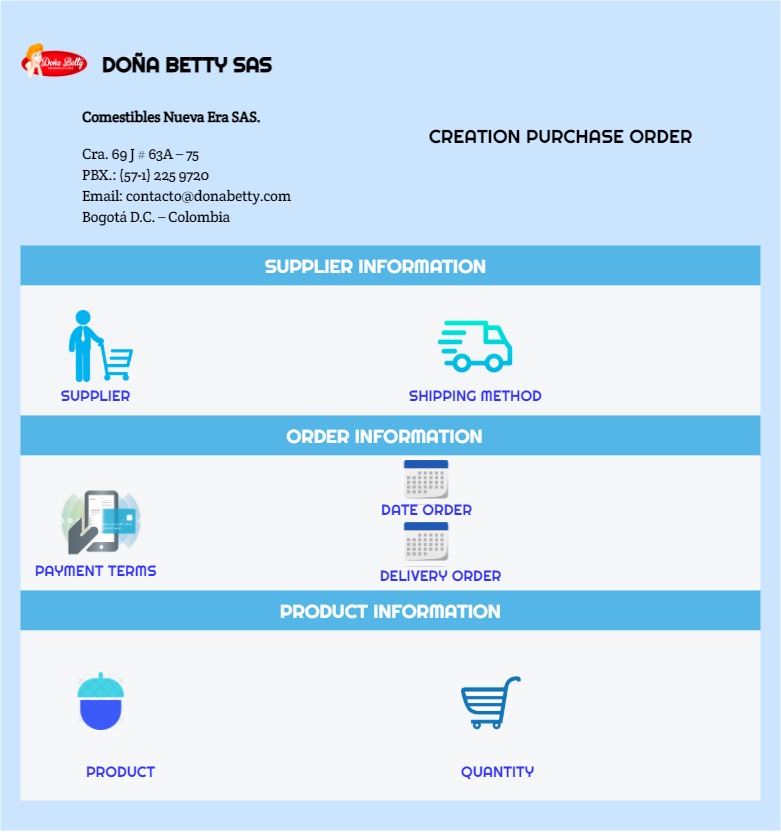 Doña Betty
DOÑA BETTY SAS
Comestibles Nueva Era SAS.
CREATION PURCHASE ORDER
Cra. 69 J # 63A – 75
PBX.: (57-1) 225 9720
Email: contacto@donabetty.com
Bogotá D.C. – Colombia
SUPPLIER INFORMATION
SUPPLIER
SHIPPING METHOD
ORDER INFORMATION
DATE ORDER
PAYMENT TERMS
DELIVERY ORDER
PRODUCT INFORMATION
PRODUCT
QUANTITY